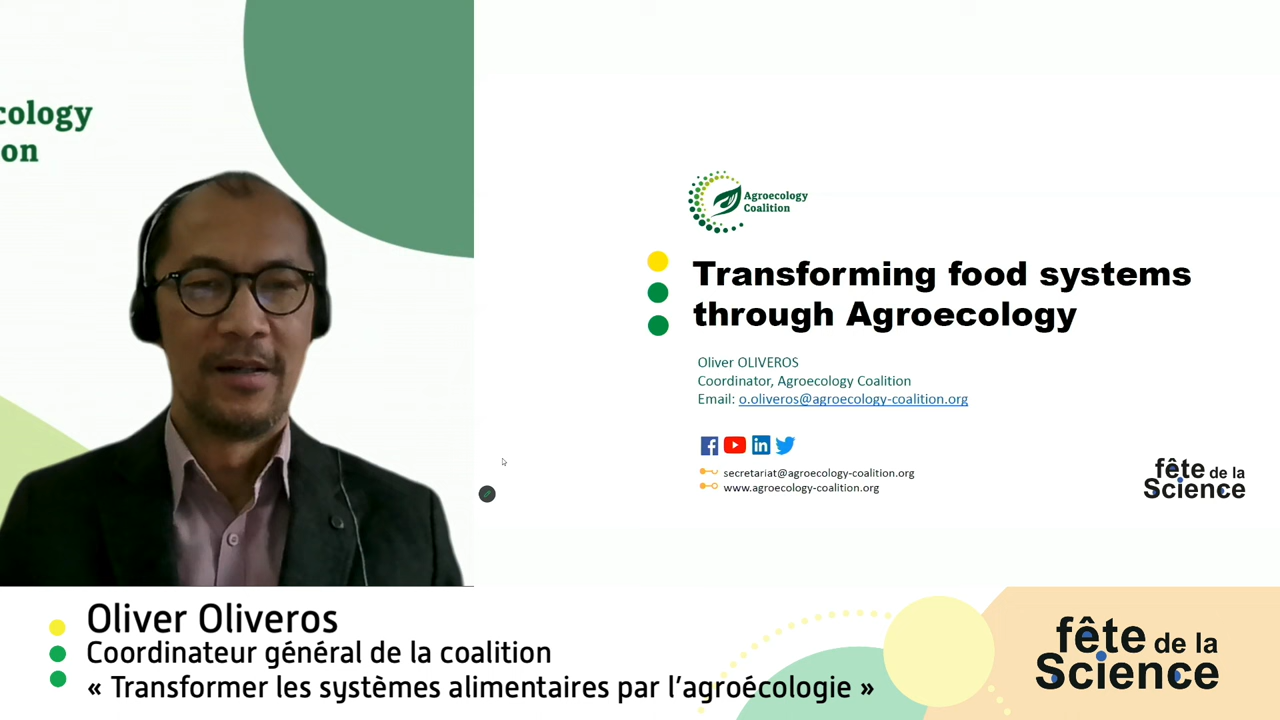 cology
on
Agroecology
Coalition
Transforming food systems
through Agroecology
Oliver OLIVEROS
Coordinator, Agroecology Coalition
Email: o.oliveros@agroecology-coalition.org
secretariat@agroecology-coalition.org
www.agroecology-coalition.org
fête de la
Science
Oliver Oliveros
Coordinateur général de la coalition
« Transformer les systèmes alimentaires par l’agroécologie »
fête de la
Science